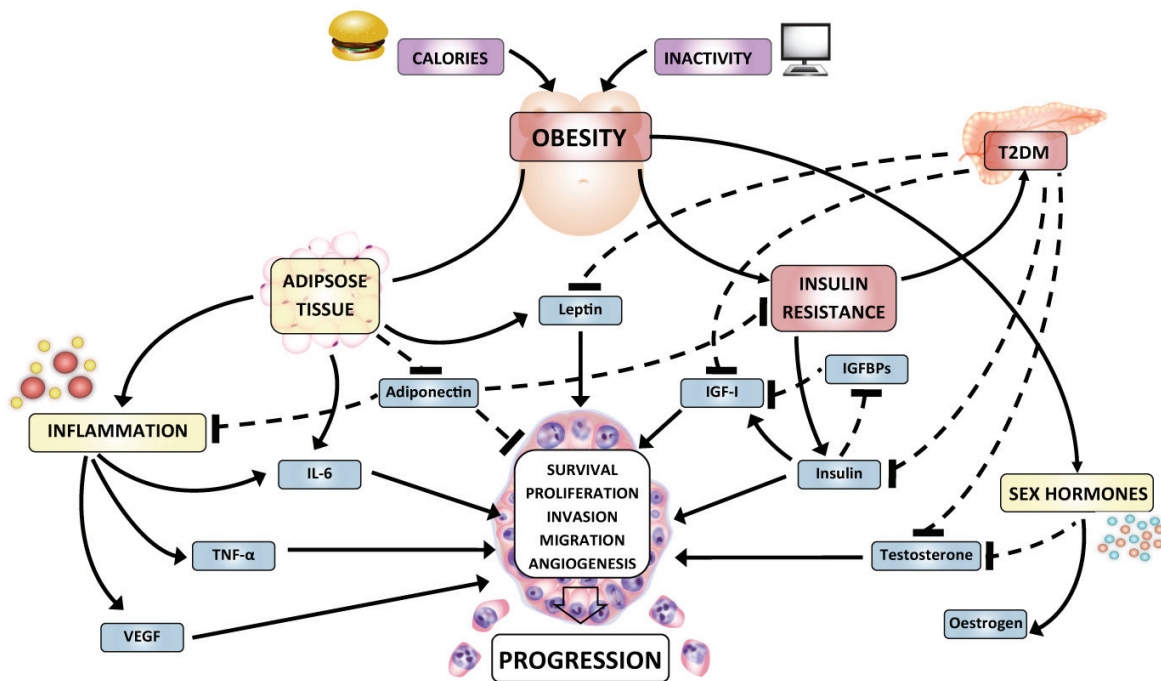 CALORIES
INACTIVITY
OBESITY
T2DM
ADIPSOSE
TISSUE
Leptin
INSULIN
RESISTANCE
Adiponectin
IGF-I
IGFBPs
INFLAMMATION
IL-6
SURVIVAL
PROLIFERATION
INVASION
MIGRATION
ANGIOGENESIS
Insulin
SEX HORMONES
TNF-α
Testosterone
VEGF
Oestrogen
PROGRESSION